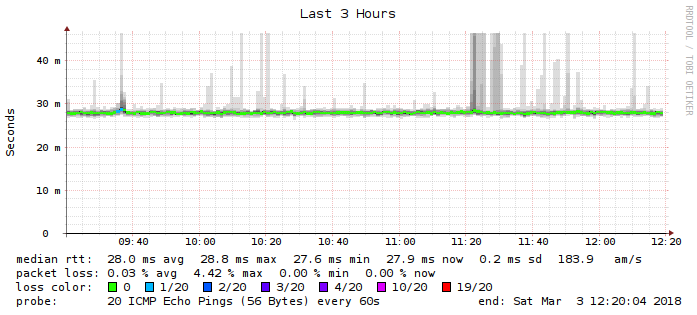 Last 3 Hours
RRDTOOL / TOBI OETIKER
Seconds
40 m
30 m
20 m
10 m
0
09:40 10:00 10:20 10:40 11:00 11:20 11:40 12:00 12:20
median rtt: 28.0 ms avg 28.8 ms max 27.6 ms min 27.9 ms now 0.2 ms sd 183.9 am/s
packet loss: 0.03 % avg 4.42 % max 0.00 % min 0.00 % now
loss color: 0 1/20 2/20 3/20 4/20 10/20 19/20
probe: 20 ICMP Echo Pings (56 Bytes) every 60s end: Sat Mar 3 12:20:04 2018